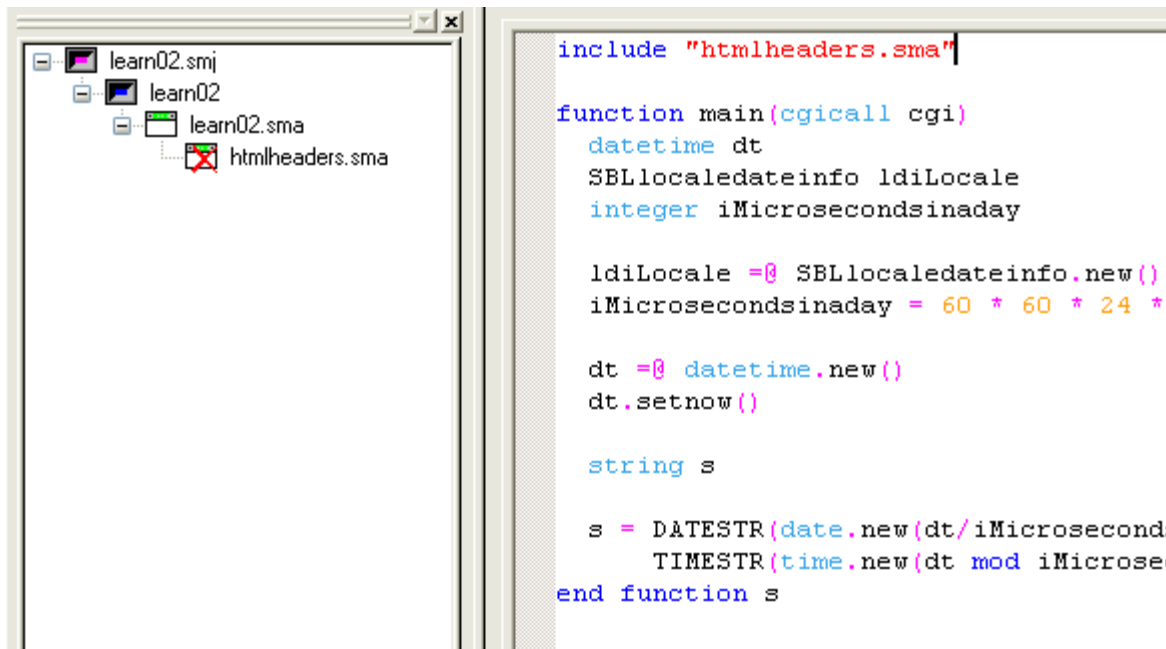 learn02.smj
learn02
learn02.sma
htmlheaders.sma
include "htmlheaders.sma"
function main(cgicall cgi)
datetime dt
SBLlocaledateinfo ldiLocale
integer iMicrosecondsinaday
ldiLocale =@ SBLlocaledateinfo.new()
iMicrosecondsinaday = 60 * 60 * 24 *
dt =@ datetime.new()
dt.setnow()
string s
s = DATESTR(date.new(dt/iMicroseconds
TIMESTR(time.new(dt mod iMicrosec
end function s